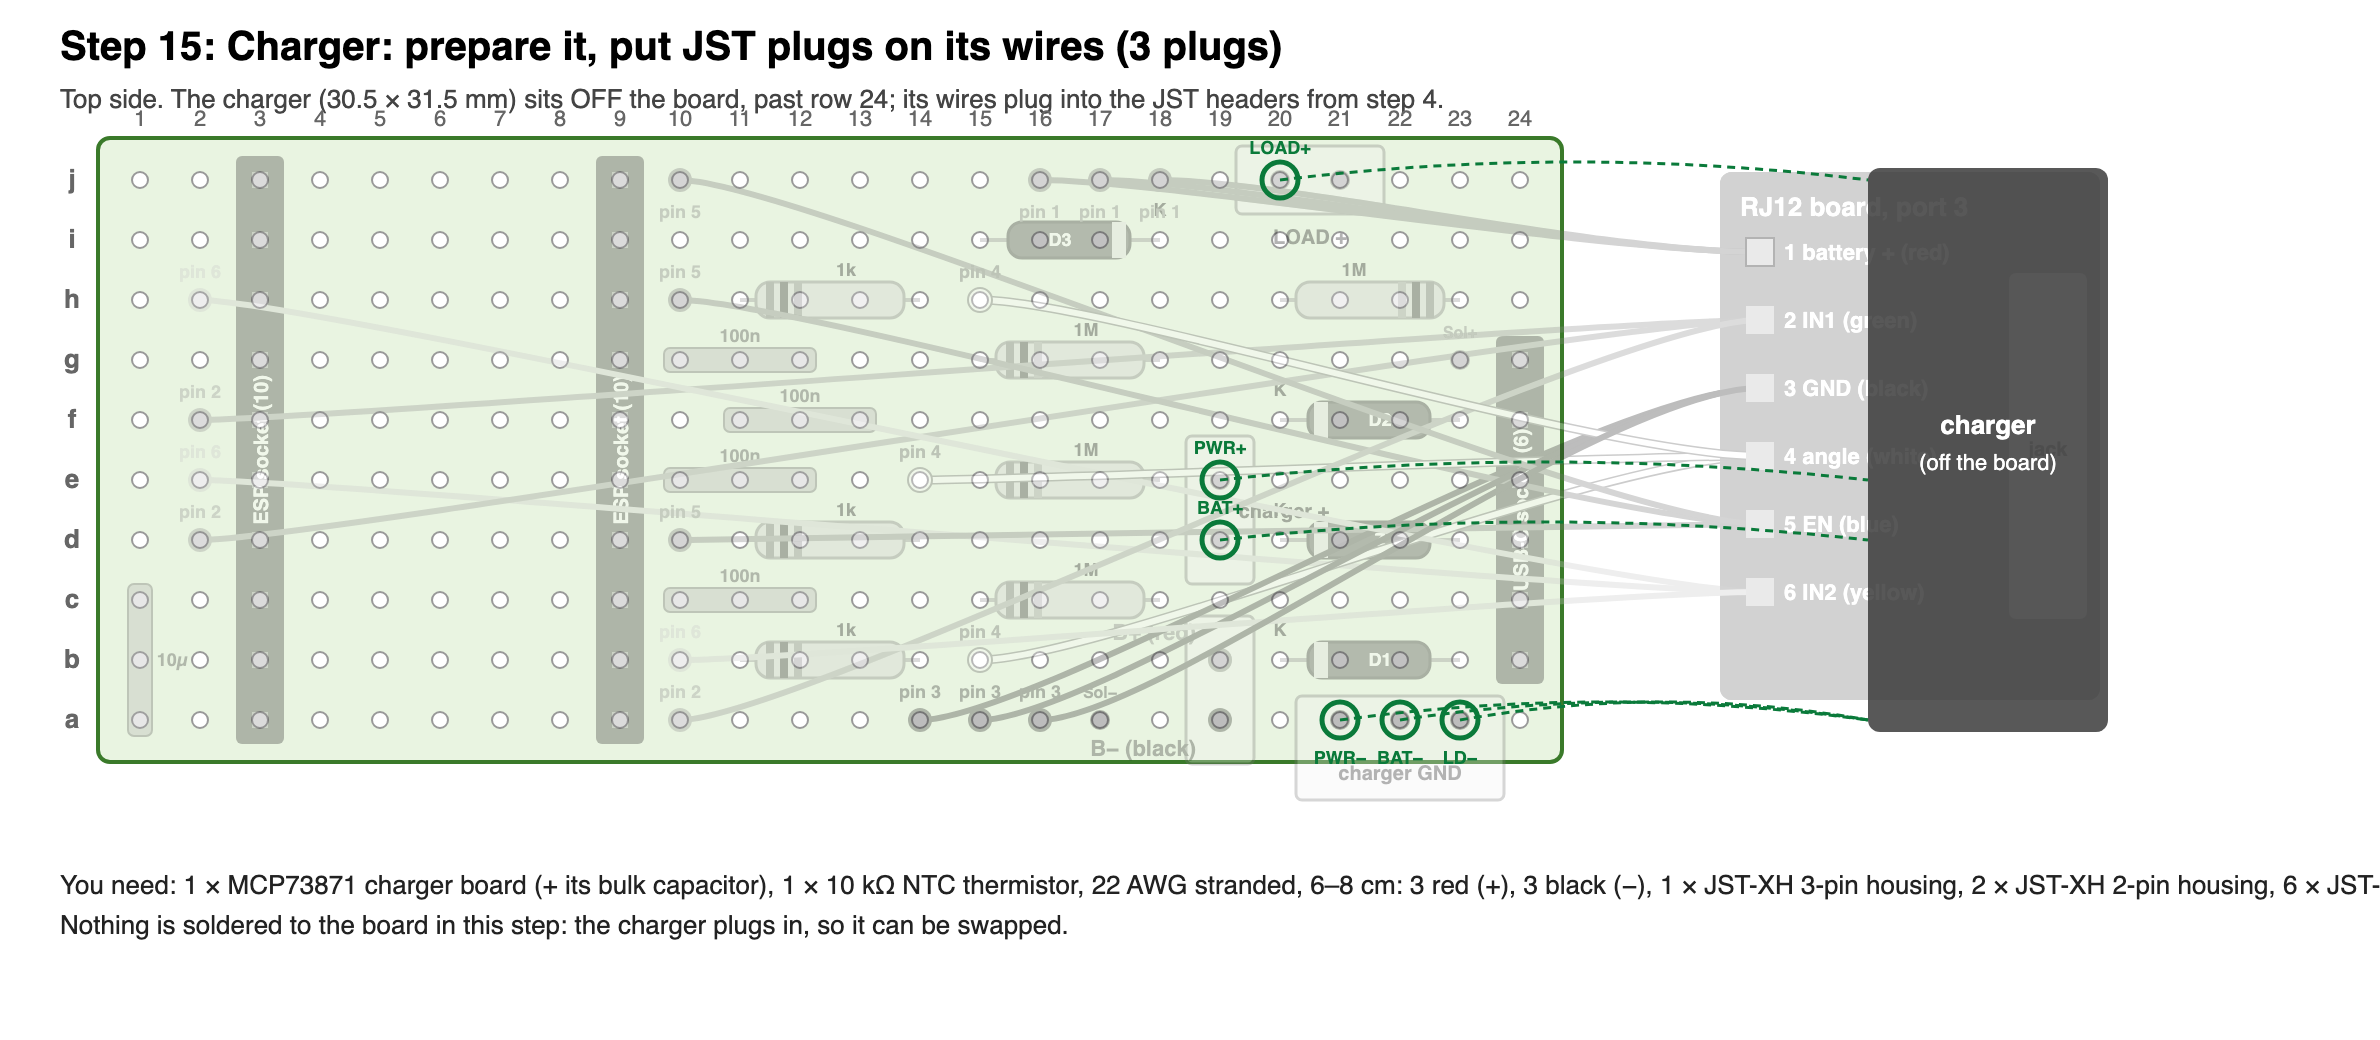 Step 15: Charger: prepare it, put JST plugs on its wires (3 plugs)
Top side. The charger (30.5 × 31.5 mm) sits OFF the board, past row 24; its wires plug into the JST headers from step 4.
1 2 3 4 5 6 7 8 9 10 11 12 13 14 15 16 17 18 19 20 21 22 23 24
LOAD+
j
pin 5 pin 1 pin 1 pin 1
K
RJ12 board, port 3
i
D3
LOAD +
1 battery + (red)
pin 6 pin 5 1k pin 4 1M
h
2 IN1 (green)
100n 1M Sol+
g
pin 2 100n K
3 GND (black)
f
D2
charger
(off the board)
jack
ESP socket (10)
ESP socket (10)
pin 6 100n pin 4 1M PWR+
4 angle (white)
e
pin 2 pin 5 1k BAT+ charger +
5 EN (blue)
d
100n 1M
6 IN2 (yellow)
c
pin 6 1k pin 4 B+ (red) K
b
10µ
D1
pin 2 pin 3 pin 3 pin 3 Sol−
a
B− (black)
PWR− BAT− LD−
charger GND
You need: 1 × MCP73871 charger board (+ its bulk capacitor), 1 × 10 kΩ NTC thermistor, 22 AWG stranded, 6–8 cm: 3 red (+), 3 black (−), 1 × JST-XH 3-pin housing, 2 × JST-XH 2-pin housing, 6 × JST-
Nothing is soldered to the board in this step: the charger plugs in, so it can be swapped.